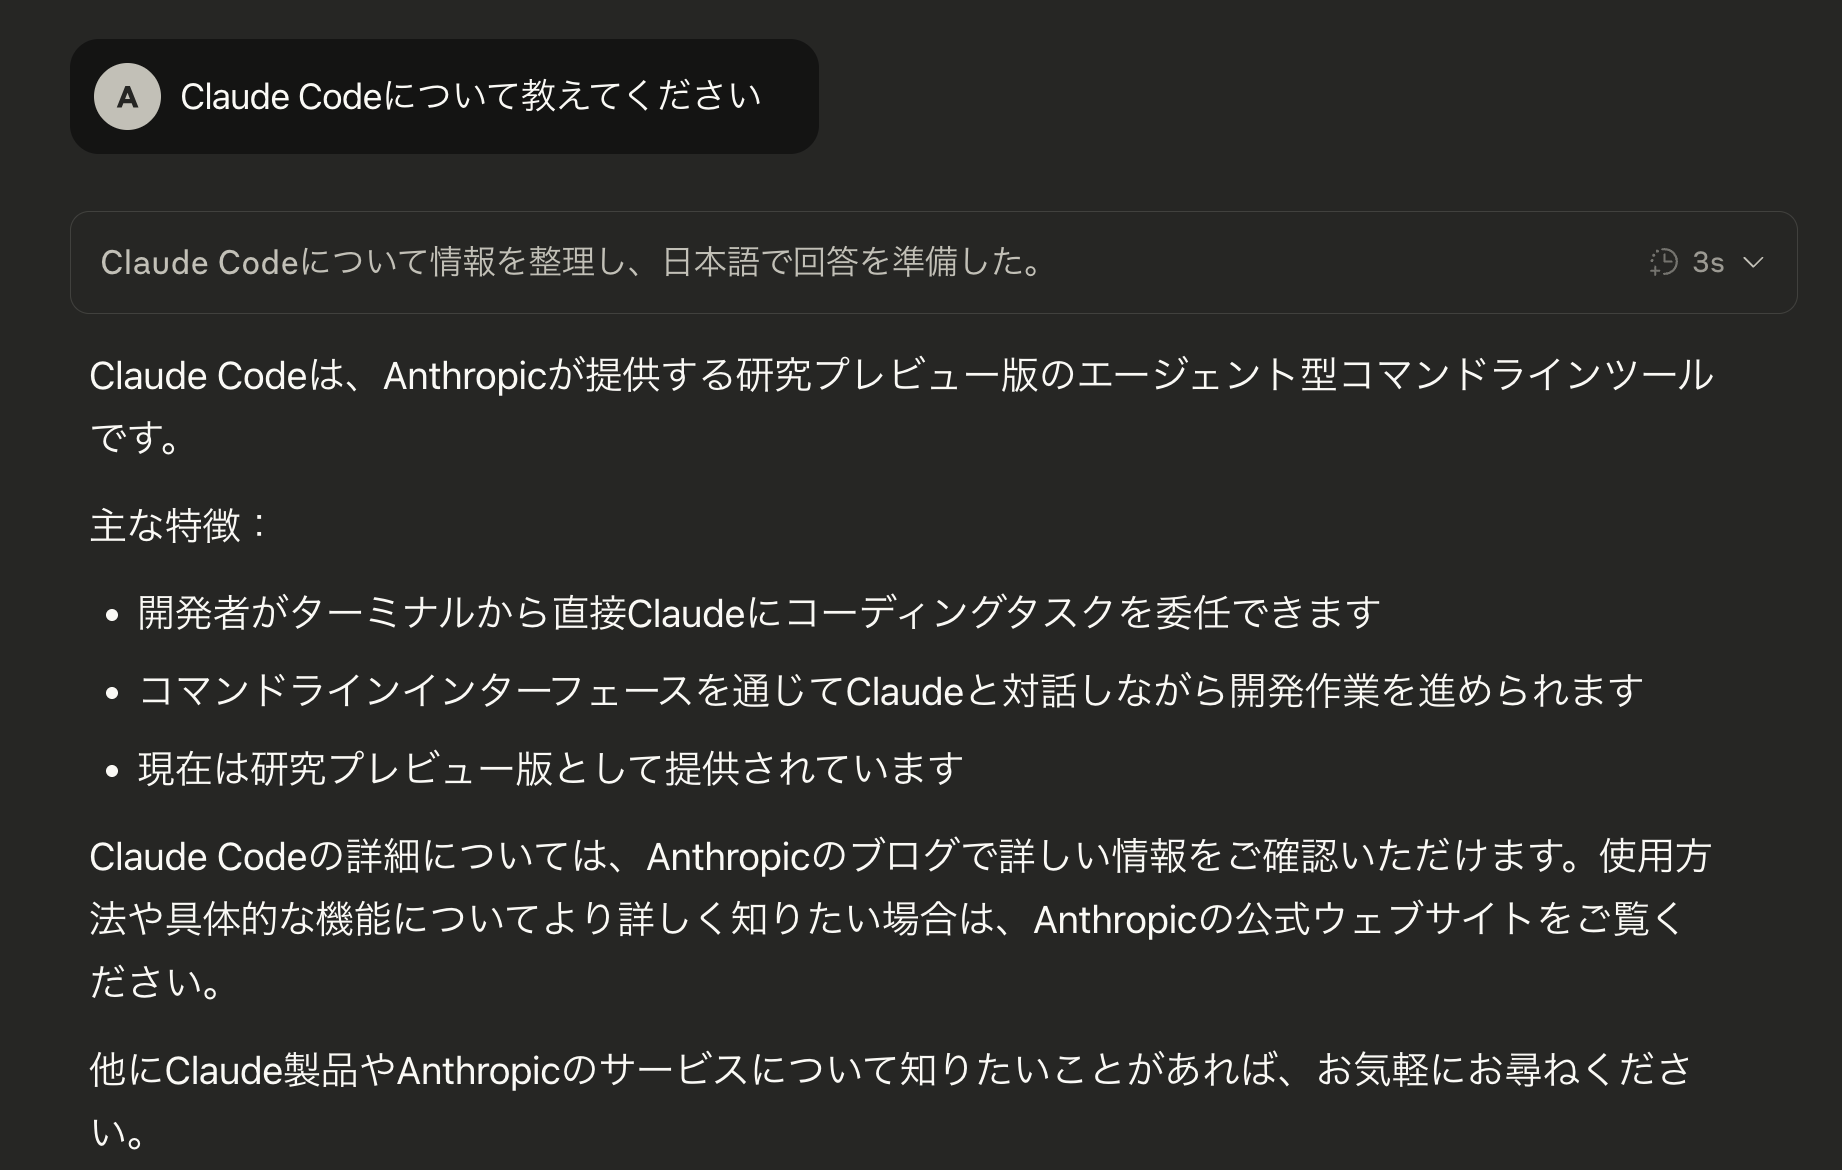 A Claude Codeについて教えてください
Claude Codeについて情報を整理し、日本語で回答を準備した。 3s
Claude Codeは、Anthropicが提供する研究プレビュー版のエージェント型コマンドラインツール
です。
主な特徴：
• 開発者がターミナルから直接Claudeにコーディングタスクを委任できます
• コマンドラインインターフェースを通じてClaudeと対話しながら開発作業を進められます
• 現在は研究プレビュー版として提供されています
Claude Codeの詳細については、Anthropicのブログで詳しい情報をご確認いただけます。使用方
法や具体的な機能についてより詳しく知りたい場合は、Anthropicの公式ウェブサイトをご覧く
ださい。
他にClaude製品やAnthropicのサービスについて知りたいことがあれば、お気軽にお尋ねくださ
い。